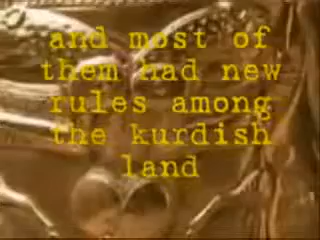 and most of
them had new
rules among
the kurdish
land